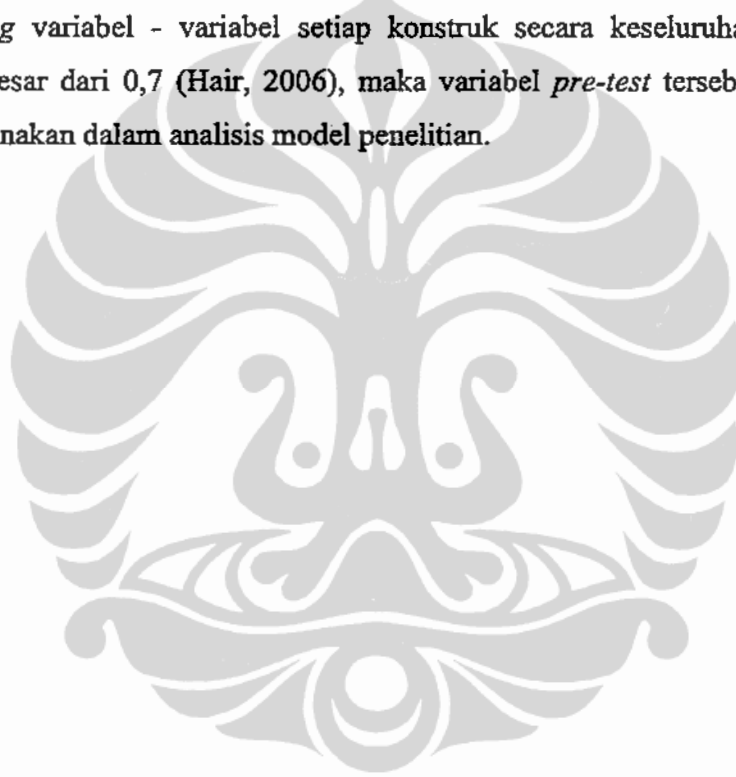 g variabel - variabel setiap konstruk secara keseluruha
esar dari 0,7 (Hair, 2006), maka variabel pre-test terseb
nakan dalam analisis model penelitian.